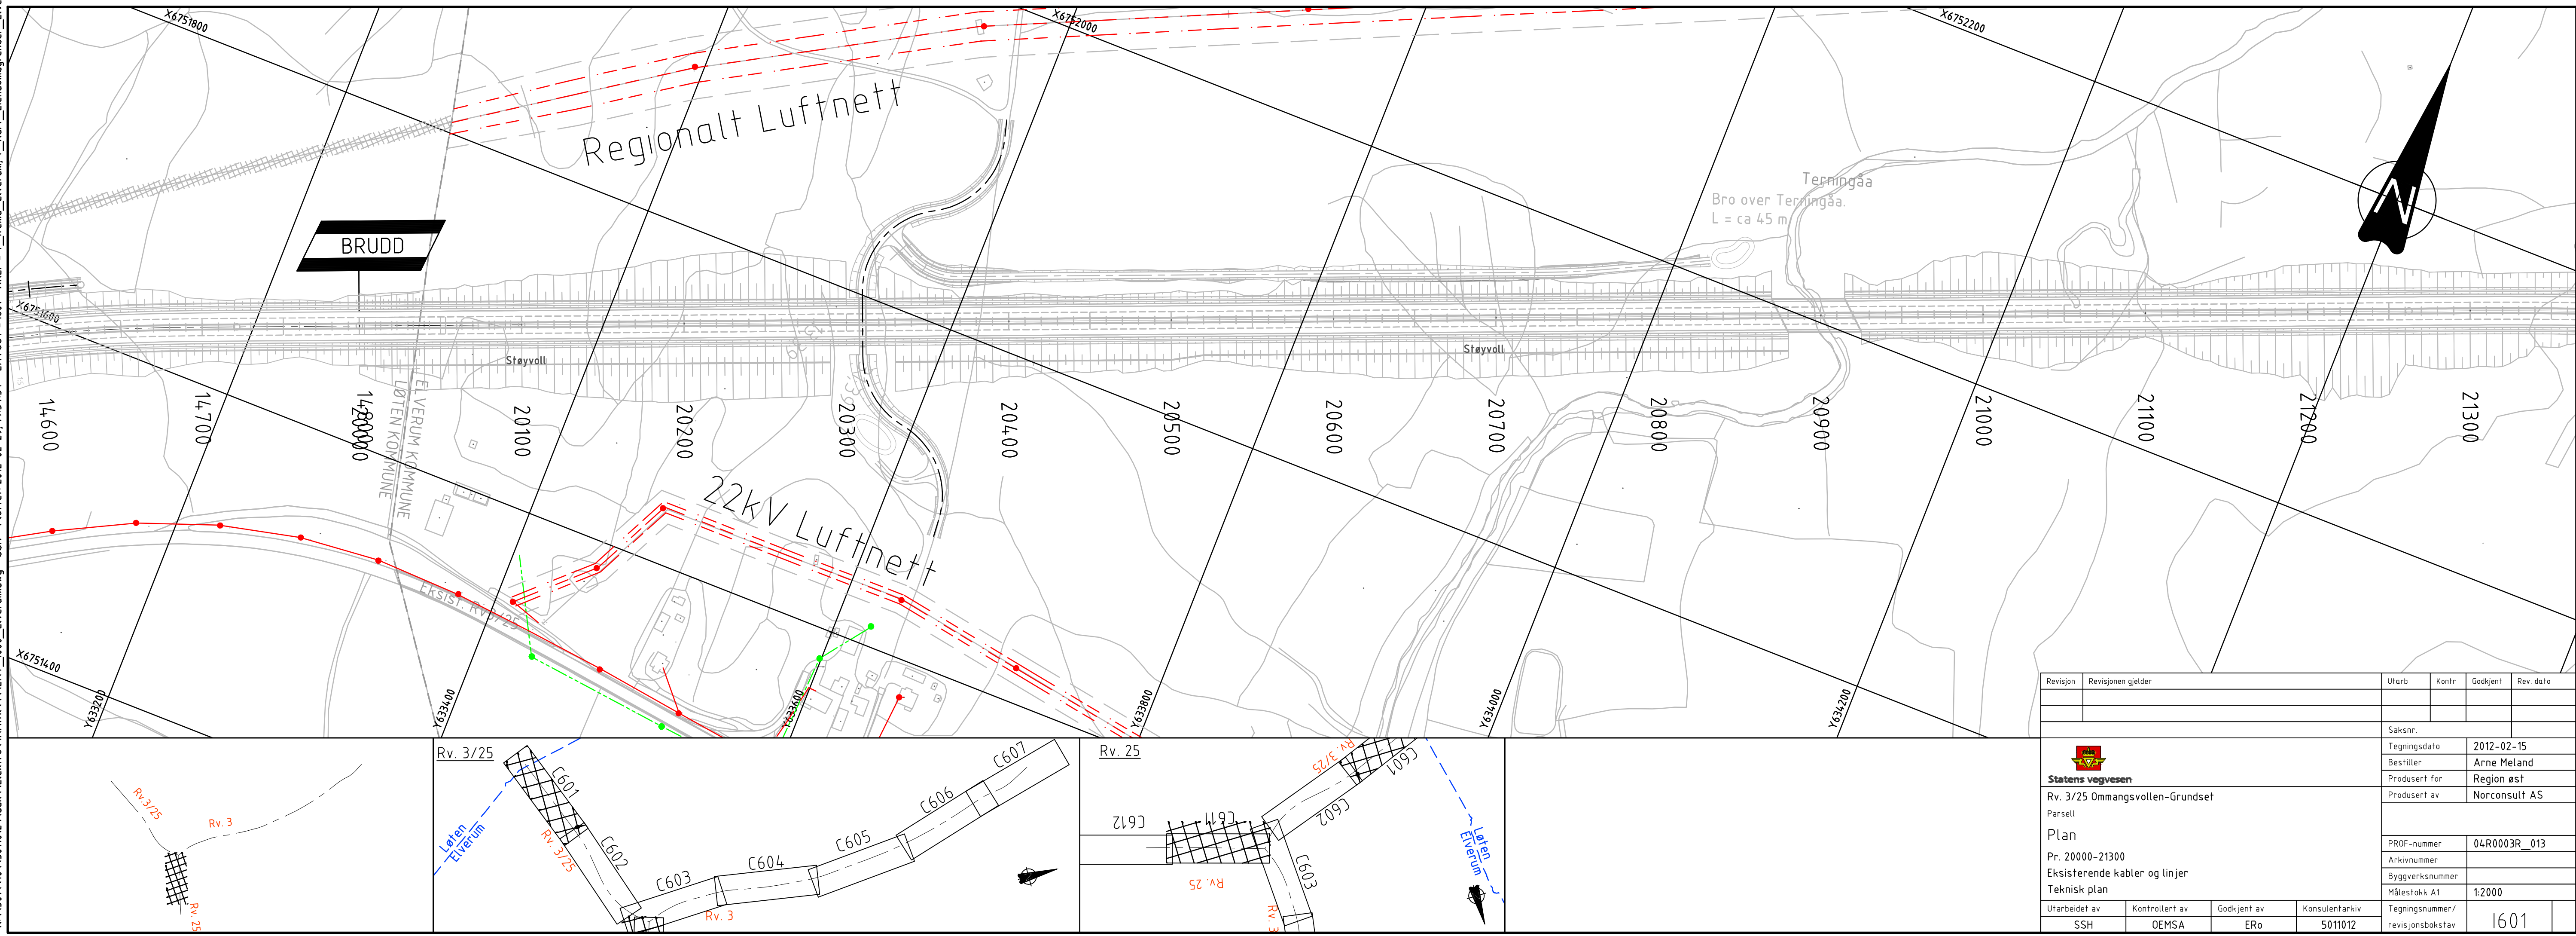 X6751800
X6752000
X6752200
Regionalt Luftnett
Terningåa
Bro over Terningåa.
L = ca 45 m
N
BRUDD
X6751600
Støyvoll
Støyvoll
ELVERUM KOMMUNE
LØTEN KOMMUNE
14600
14700
14800
20000
20100
20200
20300
20400
20500
20600
20700
20800
20900
21000
21100
21200
21300
22kV Luftnett
Eksist. Rv3/25
X6751400
Y633200
Y633400
Y633600
Y633800
Y634000
Y634200
Rv.3/25
Rv. 3
Rv. 25
Rv. 3/25
Løten
Elverum
C601
Rv. 3/25
C602
C603
Rv. 3
C604
C605
C606
C607
Rv. 25
C612
C611
Rv. 25
Rv. 3/25
C601
C602
C603
Rv. 3
Løten
Elverum
Revisjon Revisjonen gjelder Utarb Kontr Godkjent Rev. dato
Saksnr.
Statens vegvesen
Tegningsdato 2012-02-15
Bestiller Arne Meland
Produsert for Region øst
Produsert av Norconsult AS
Rv. 3/25 Ommangsvollen-Grundset
Parsell
Plan
Pr. 20000-21300
Eksisterende kabler og linjer
Teknisk plan
PROF-nummer 04R0003R_013
Arkivnummer
Byggverksnummer
Målestokk A1 1:2000
Utarbeidet av Kontrollert av Godkjent av Konsulentarkiv
SSH OEMSA ERo 5011012
Tegningsnummer/
revisjonsbokstav
I601